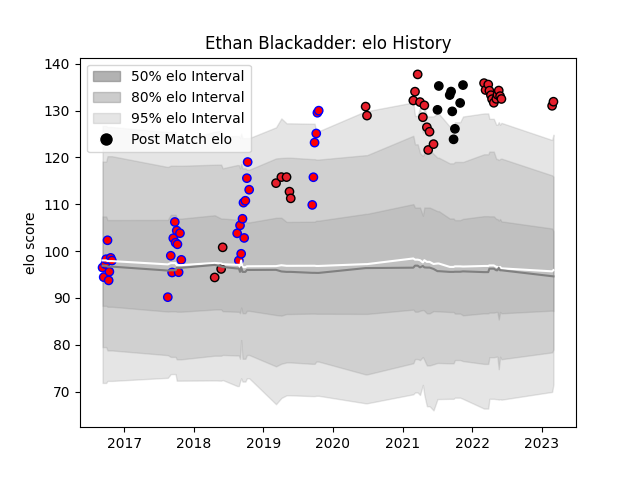 Ethan Blackadder: elo History
140
130
120
110
100
90
80
70
elo score
50% elo Interval
80% elo Interval
95% elo Interval
Post Match elo
2017 2018 2019 2020 2021 2022 2023